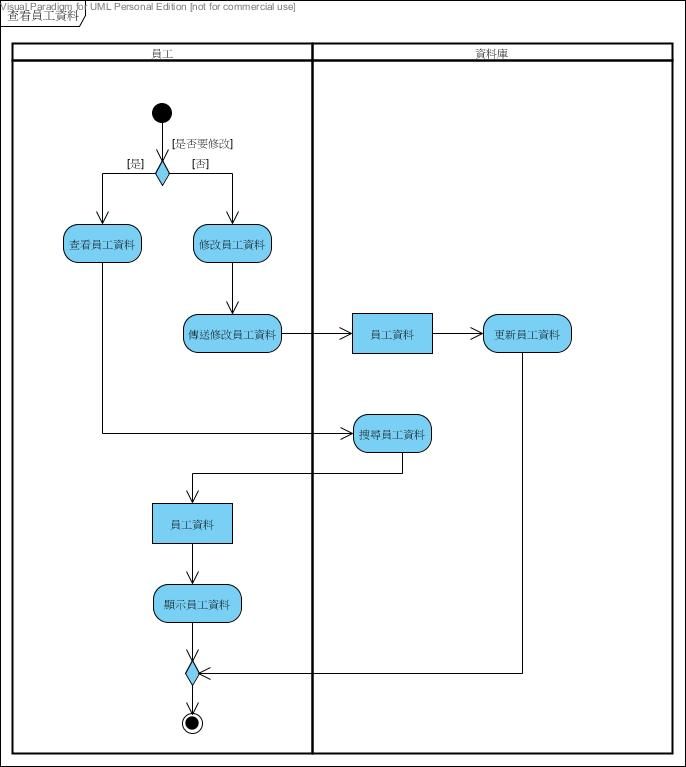 Visual Paradigm for UML Personal Edition [not for commercial use]
查看員工資料
員工
資料庫
[是否要修改]
[是]
[否]
查看員工資料
修改員工資料
傳送修改員工資料
員工資料
更新員工資料
搜尋員工資料
員工資料
顯示員工資料